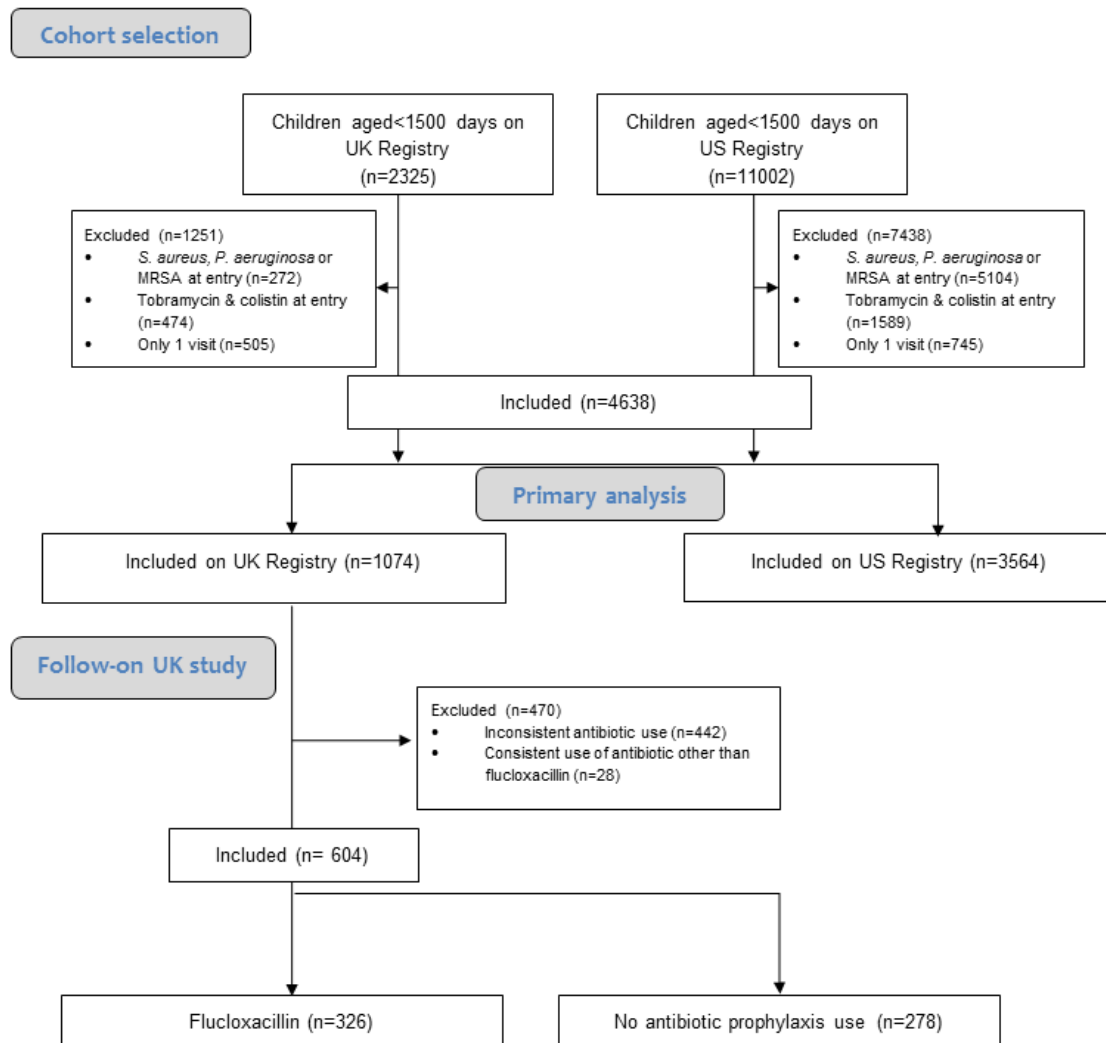 Cohort selection
Children aged<1500 days on
UK Registry
(n=2325)
Children aged<1500 days on
US Registry
(n=11002)
Excluded (n=1251)
• S. aureus, P. aeruginosa or
MRSA at entry (n=272)
• Tobramycin & colistin at entry
(n=474)
• Only 1 visit (n=505)
Excluded (n=7438)
• S. aureus, P. aeruginosa or
MRSA at entry (n=5104)
• Tobramycin & colistin at entry
(n=1589)
• Only 1 visit (n=745)
Included (n=4638)
Primary analysis
Included on UK Registry (n=1074)
Included on US Registry (n=3564)
Follow-on UK study
Excluded (n=470)
• Inconsistent antibiotic use (n=442)
• Consistent use of antibiotic other than
flucloxacillin (n=28)
Included (n= 604)
Flucloxacillin (n=326)
No antibiotic prophylaxis use (n=278)